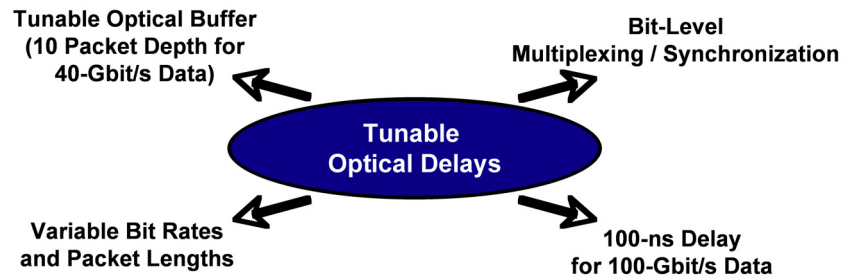 Tunable Optical Buffer
(10 Packet Depth for
40-Gbit/s Data)
Bit-Level
Multiplexing / Synchronization
Tunable
Optical Delays
Variable Bit Rates
and Packet Lengths
100-ns Delay
for 100-Gbit/s Data